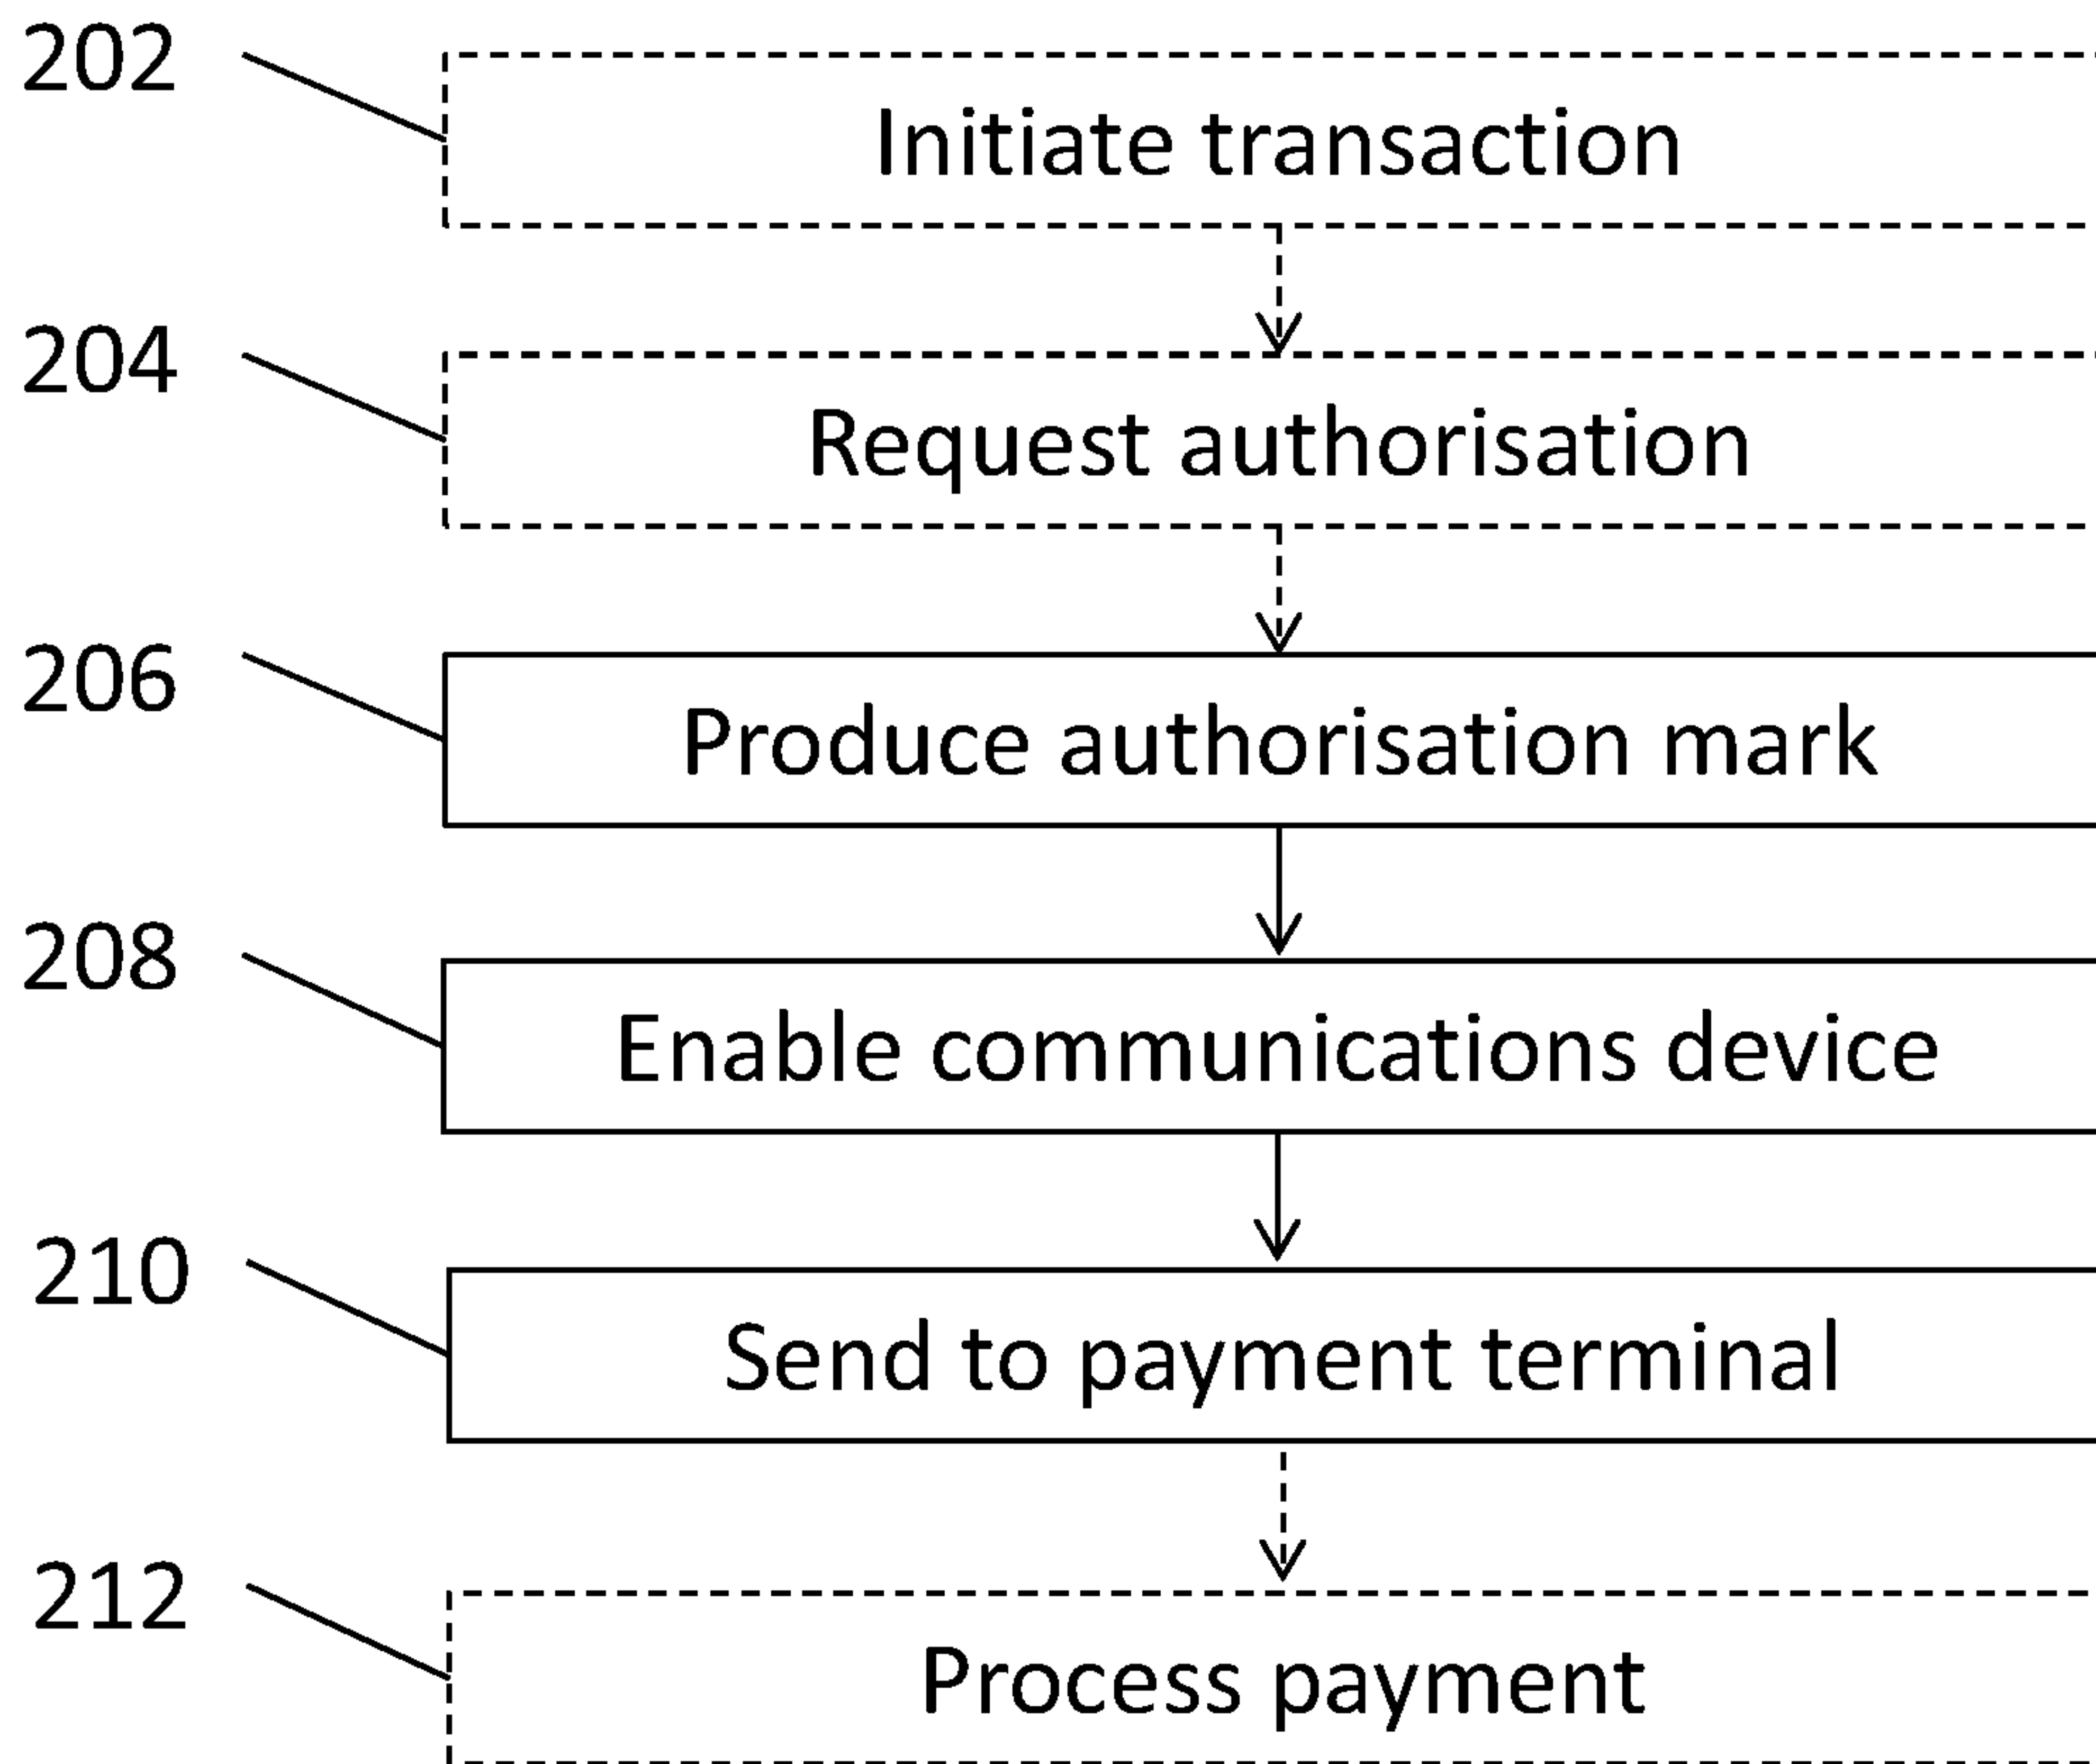 202
Initiate transaction
204
Request authorisation
206
Produce authorisation mark
208
Enable communications device
210
Send to payment terminal
212
Process payment